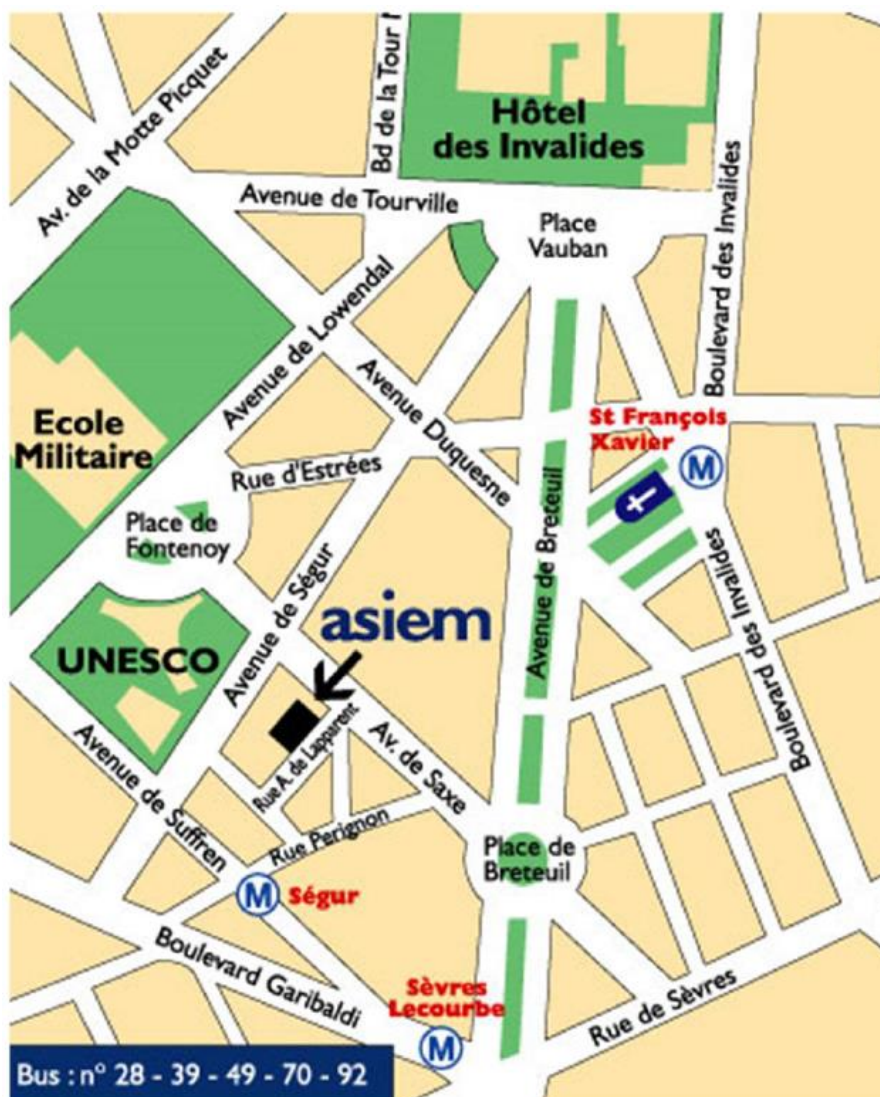 Av. de la Motte Picquet
Bd de la Tour
Hôtel
des Invalides
Avenue de Tourville
Place
Vauban
Boulevard des Invalides
Avenue de Lowendal
Avenue Duquesne
St François
Xavier
M
Ecole
Militaire
Rue d'Estrées
Place de
Fontenoy
Avenue de Ségur
Avenue de Breteuil
Boulevard des Invalides
Boulevard des Invalides
asiem
UNESCO
Avenue de Suffren
Rue A. de Lapparent
Av. de Saxe
Rue Perignon
Place de
Breteuil
M
Ségur
Boulevard Garibaldi
Sèvres
Lecourbe
M
Rue de Sèvres
Bus : n° 28 - 39 - 49 - 70 - 92